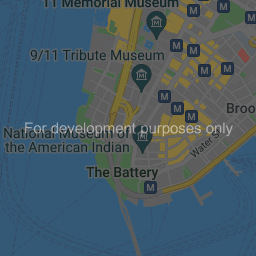 11 Memorial Museum
9/11 Tribute Museum
M
M
M
M
M
M
M
M
M
Broo
For development purposes only
National Museum of
the American Indian
Water S
The Battery
M